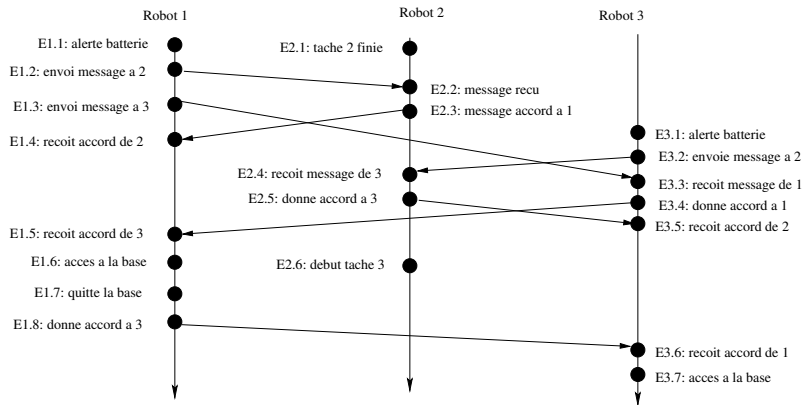 Robot 1
Robot 2
Robot 3
E1.1: alerte batterie
E1.2: envoi message a 2
E1.3: envoi message a 3
E1.4: recoit accord de 2
E1.5: recoit accord de 3
E1.6: acces a la base
E1.7: quitte la base
E1.8: donne accord a 3
E2.1: tache 2 finie
E2.2: message recu
E2.3: message accord a 1
E2.4: recoit message de 3
E2.5: donne accord a 3
E2.6: debut tache 3
E3.1: alerte batterie
E3.2: envoie message a 2
E3.3: recoit message de 1
E3.4: donne accord a 1
E3.5: recoit accord de 2
E3.6: recoit accord de 1
E3.7: acces a la base